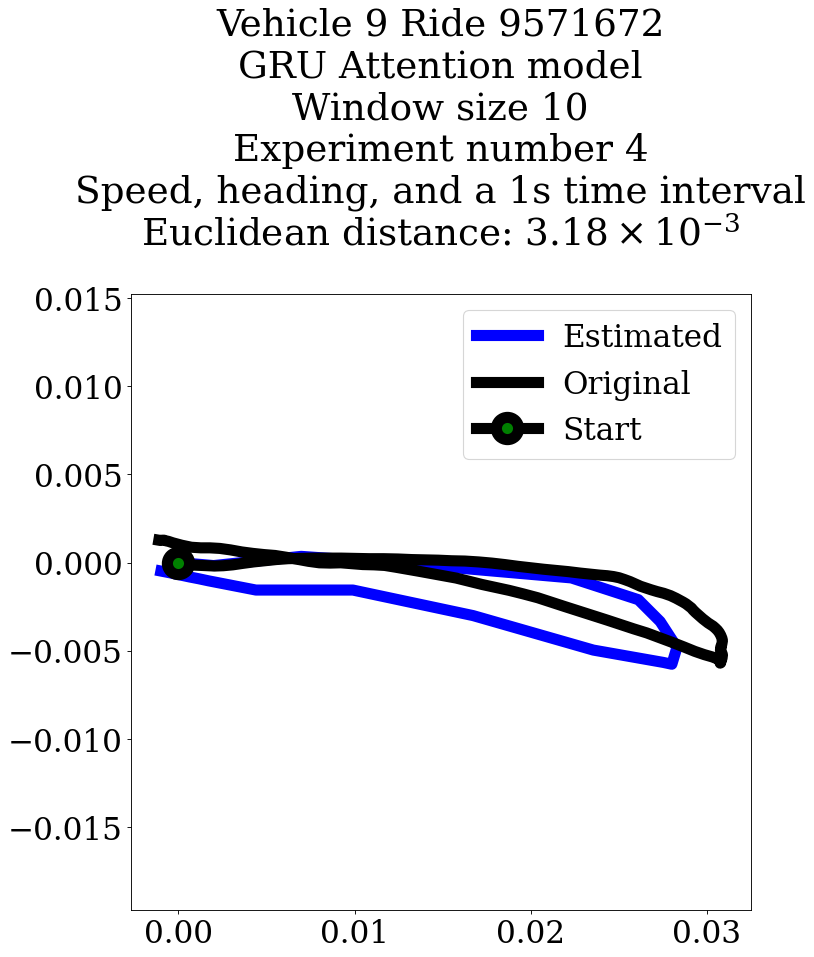 Vehicle 9 Ride 9571672
GRU Attention model
Window size 10
Experiment number 4
Speed, heading, and a 1s time interval
Euclidean distance: 3.18 × 10⁻³
Estimated
Original
Start
0.015
0.010
0.005
0.000
−0.005
−0.010
−0.015
0.00 0.01 0.02 0.03